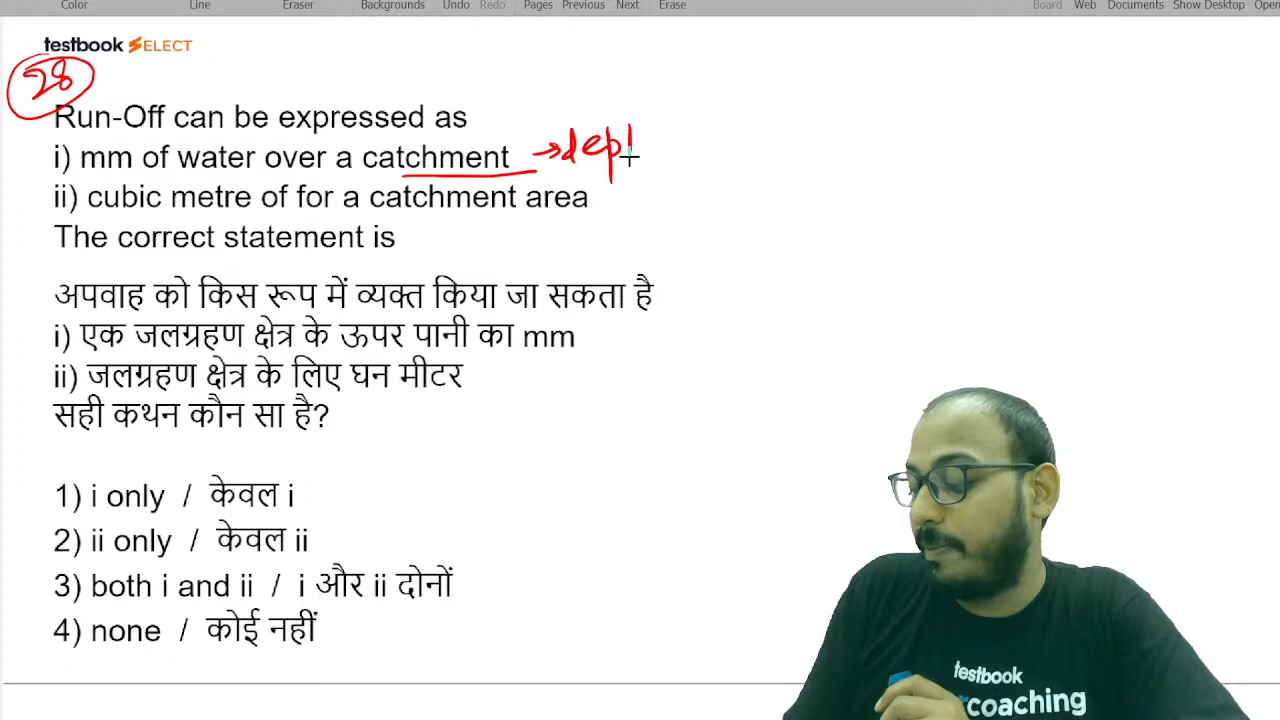 Color Line Eraser Backgrounds Undo Redo Pages Previous Next Erase Board Web Documents Show Desktop
testbook SELECT
28
Run-Off can be expressed as
i) mm of water over a catchment → dept
ii) cubic metre of for a catchment area
The correct statement is
अपवाह को किस रूप में व्यक्त किया जा सकता है
i) एक जलग्रहण क्षेत्र के ऊपर पानी का mm
ii) जलग्रहण क्षेत्र के लिए घन मीटर
सही कथन कौन सा है?
1) i only / केवल i
2) ii only / केवल ii
3) both i and ii / i और ii दोनों
4) none / कोई नहीं
testbook
coaching